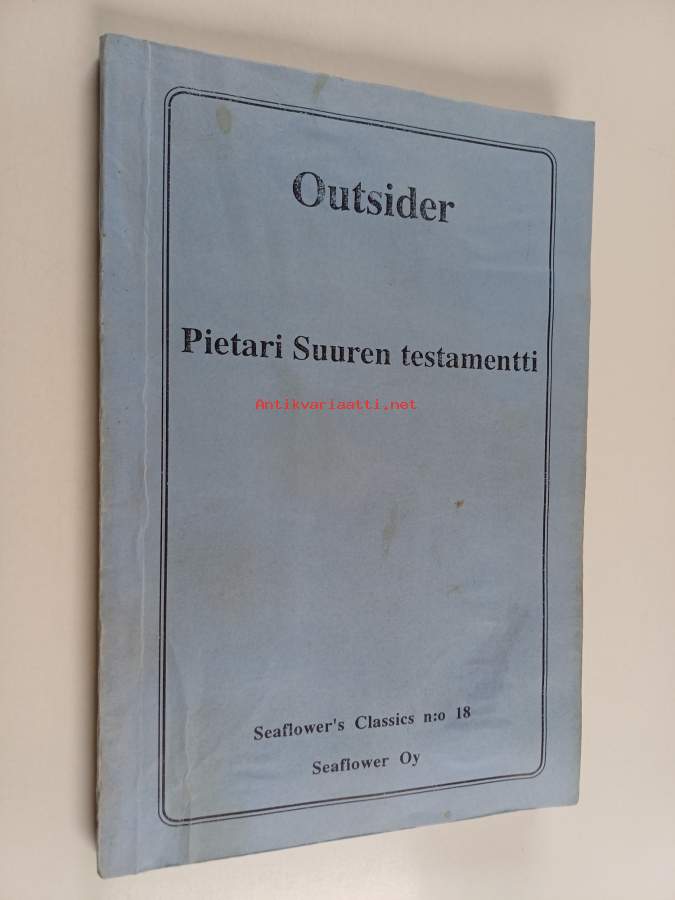 Outsider
Pietari Suuren testamentti
Antikvariaatti.net
Seaflower's Classics n:o 18
Seaflower Oy